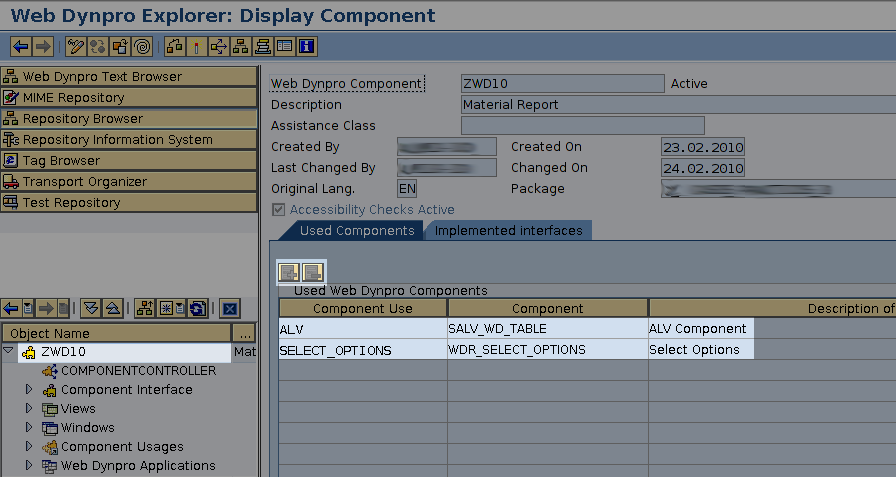 Web Dynpro Explorer: Display Component
Web Dynpro Text Browser
MIME Repository
Repository Browser
Repository Information System
Tag Browser
Transport Organizer
Test Repository
Object Name ...
ZWD10 Mat
COMPONENTCONTROLLER
Component Interface
Views
Windows
Component Usages
Web Dynpro Applications
Web Dynpro Component ZWD10 Active
Description Material Report
Assistance Class
Created By Created On 23.02.2010
Last Changed By Changed On 24.02.2010
Original Lang. EN Package
Accessibility Checks Active
Used Components Implemented interfaces
Used Web Dynpro Components
Component Use Component Description of
ALV SALV_WD_TABLE ALV Component
SELECT_OPTIONS WDR_SELECT_OPTIONS Select Options